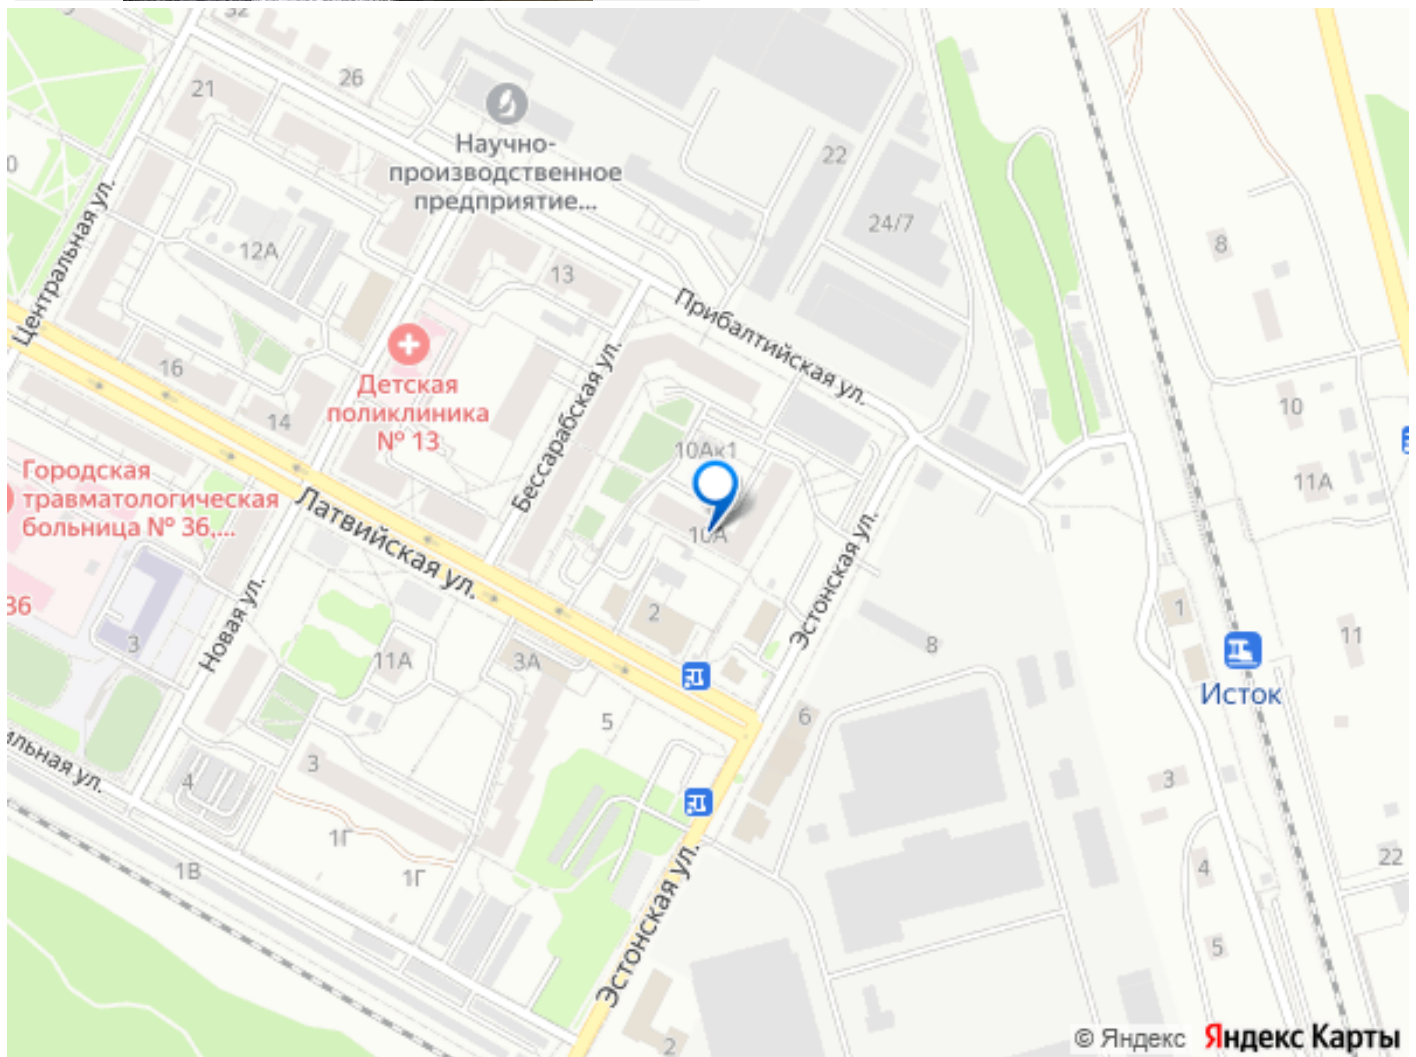 32
26
21
Научно-
производственное
предприятие...
22
24/7
8
12А
13
Центральная ул.
Прибалтийская ул.
16
Детская
поликлиника
№ 13
14
Бессарабская ул.
10
10Ак1
11А
Городская
травматологическая
больница № 36,...
Латвийская ул.
10А
Эстонская ул.
36
3
Новая ул.
11А
3А
2
8
1
11
Исток
5
6
3
4
3
ильная ул.
1Г
1В
1Г
4
22
5
Эстонская ул.
2
© Яндекс Яндекс Карты